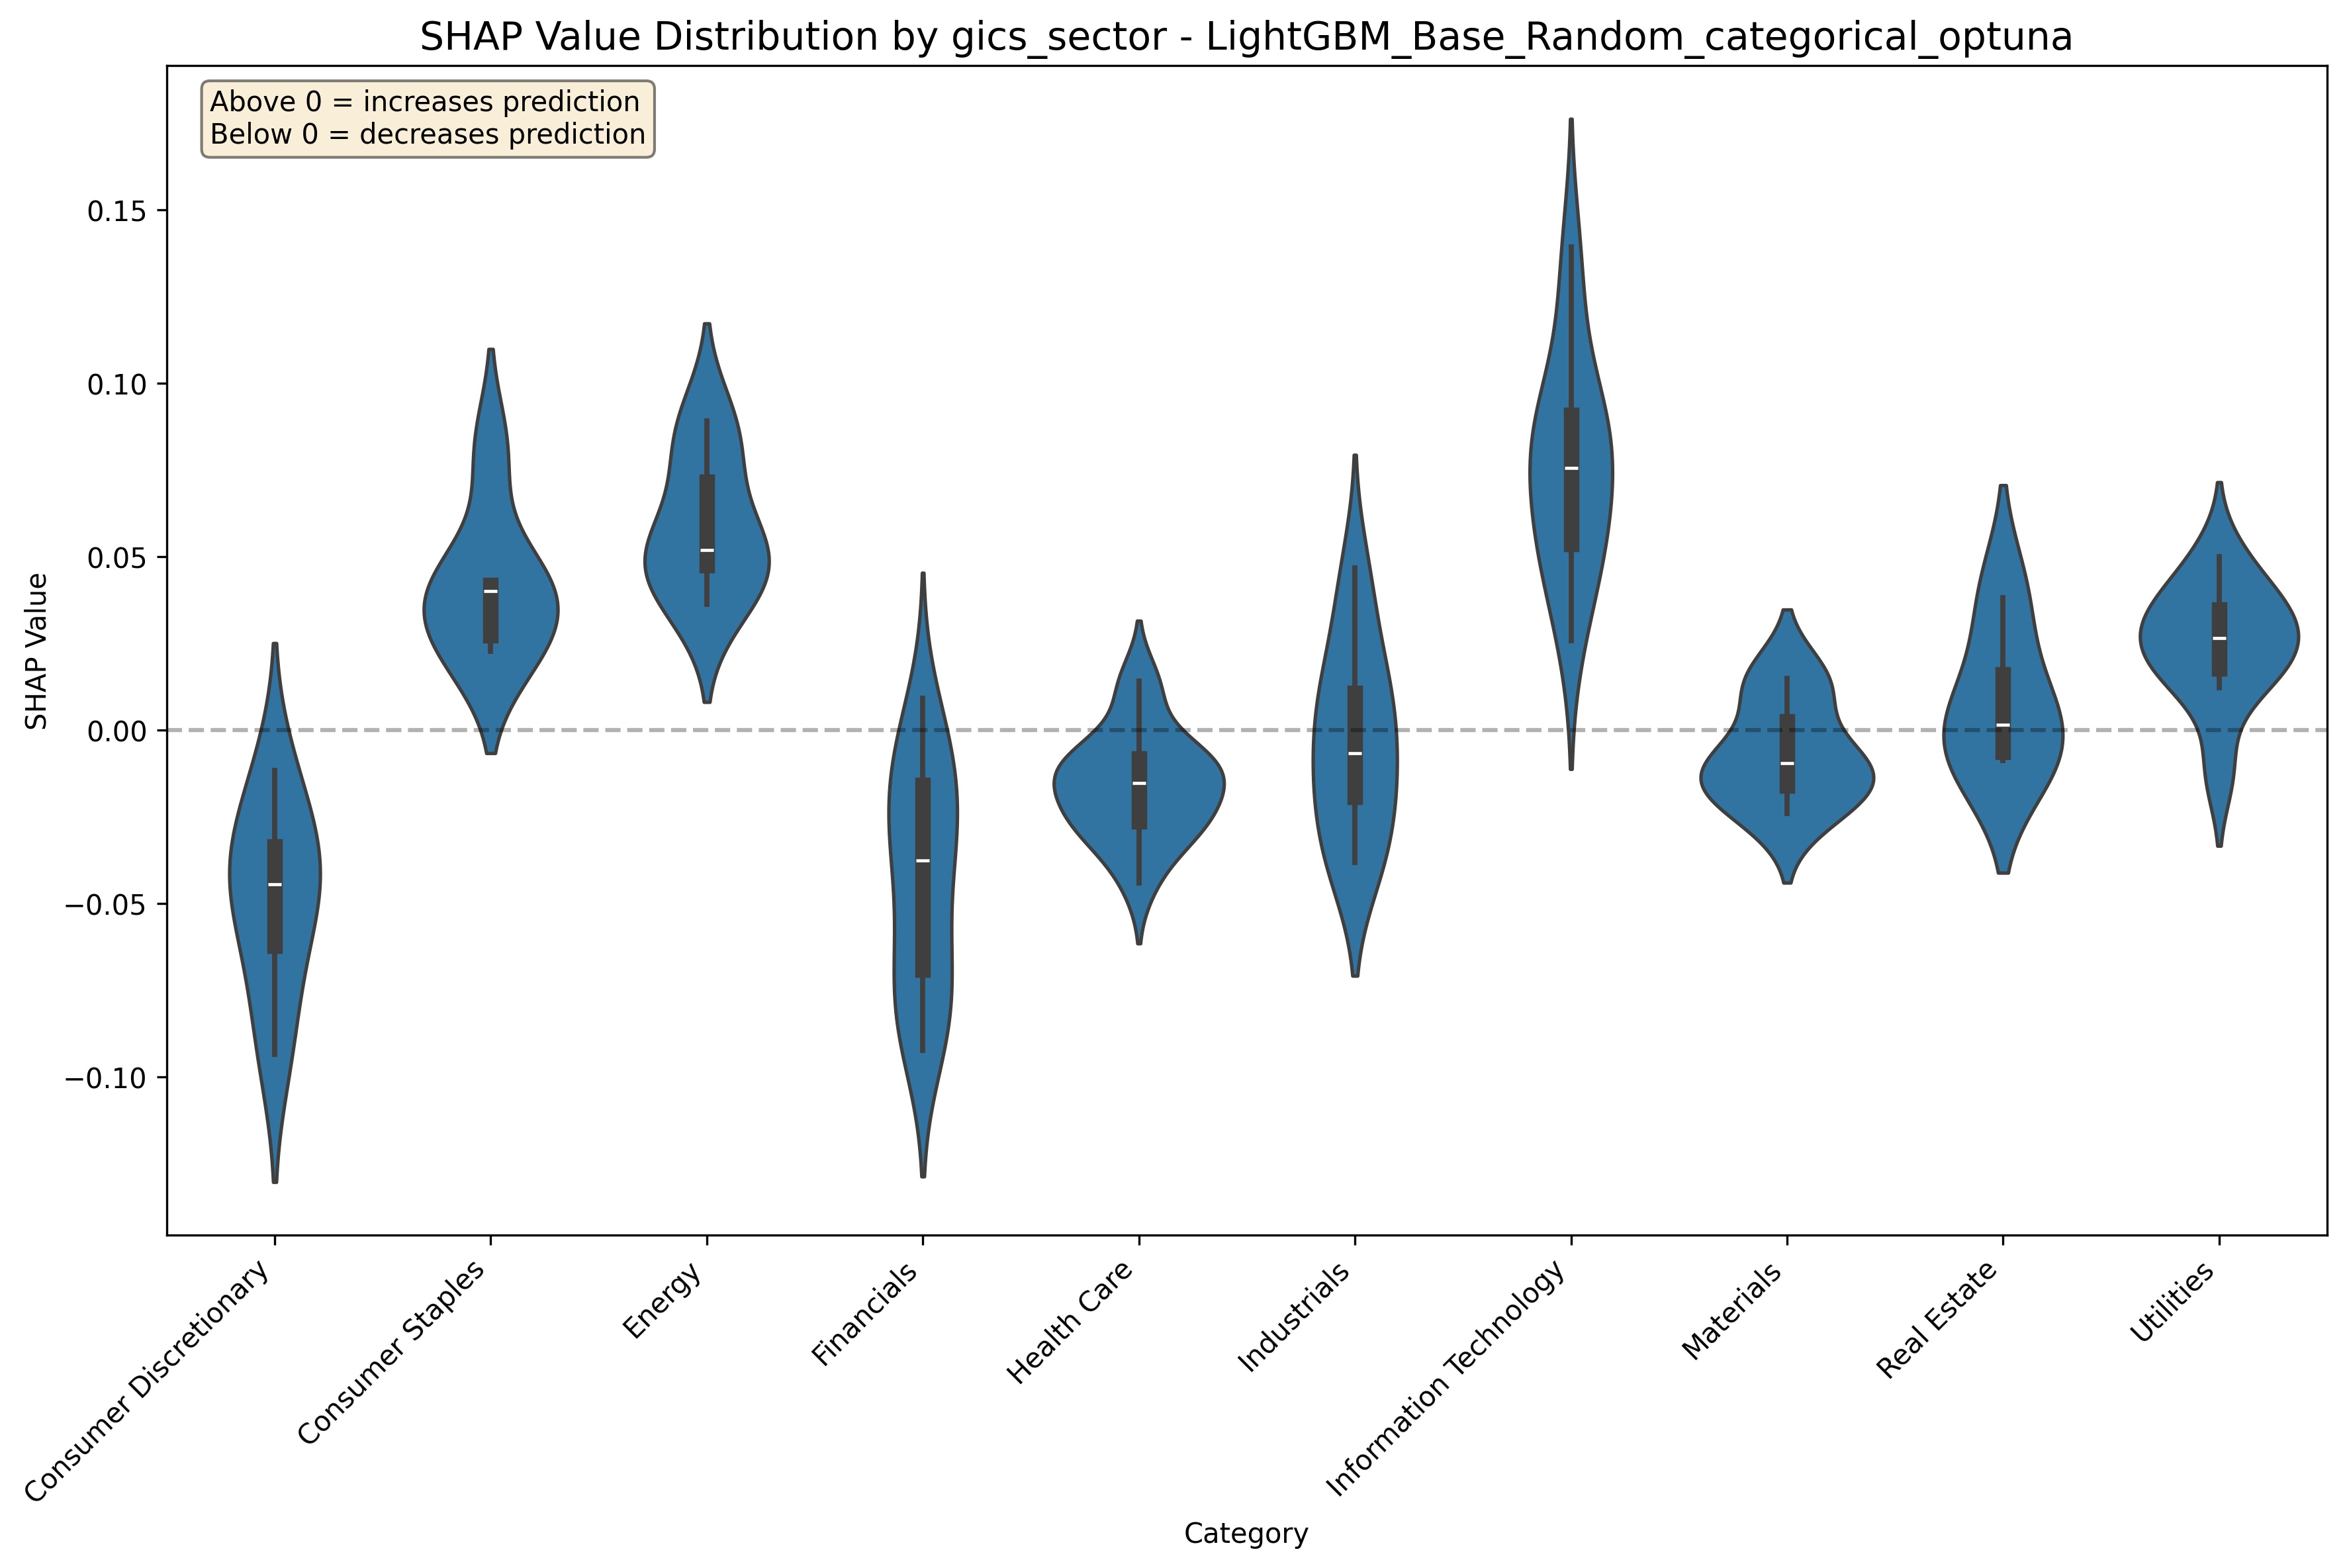 SHAP Value Distribution by gics_sector - LightGBM_Base_Random_categorical_optuna
Above 0 = increases prediction
Below 0 = decreases prediction
SHAP Value
0.15
0.10
0.05
0.00
−0.05
−0.10
Consumer Discretionary
Consumer Staples
Energy
Financials
Health Care
Industrials
Information Technology
Materials
Real Estate
Utilities
Category